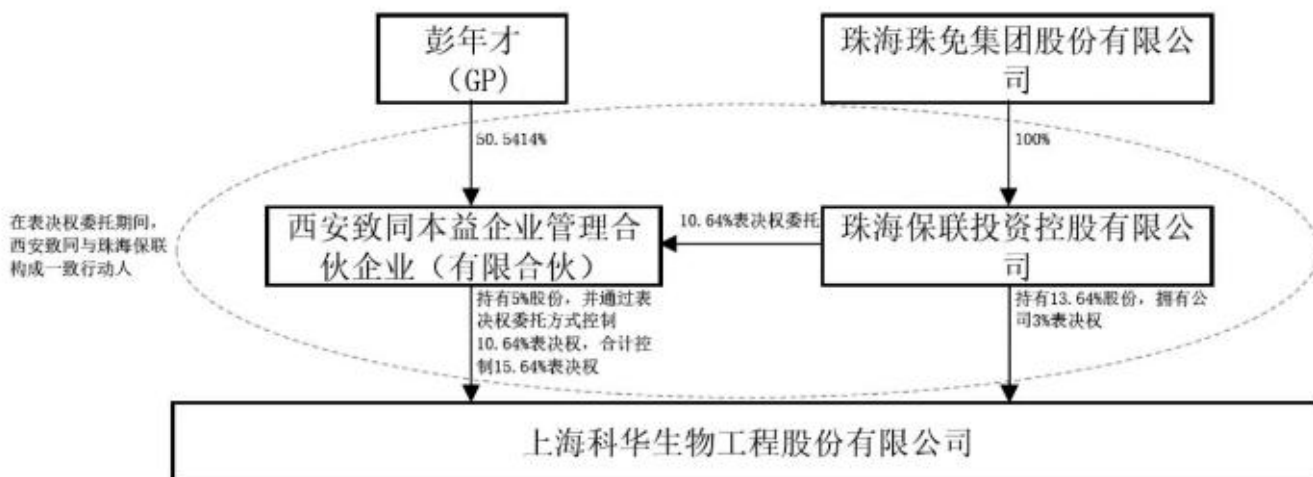 彭年才
（GP）
珠海珠免集团股份有限公
司
50.5414%
100%
在表决权委托期间，
西安致同与珠海保联
构成一致行动人
西安致同本益企业管理合
伙企业（有限合伙）
10.64%表决权委托
珠海保联投资控股有限公
司
持有5%股份，并通过表
决权委托方式控制
10.64%表决权，合计控
制15.64%表决权
持有13.64%股份，拥有公
司3%表决权
上海科华生物工程股份有限公司